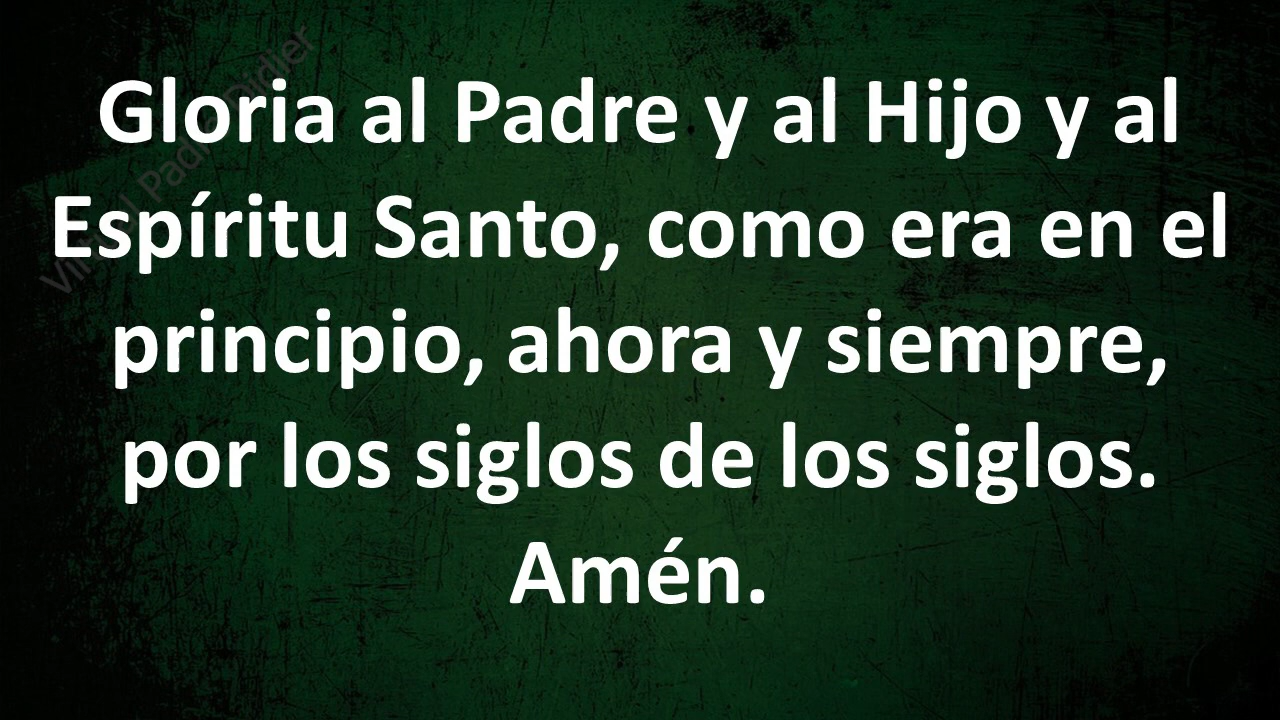 Gloria al Padre y al Hijo y al
Espíritu Santo, como era en el
principio, ahora y siempre,
por los siglos de los siglos.
Amén.